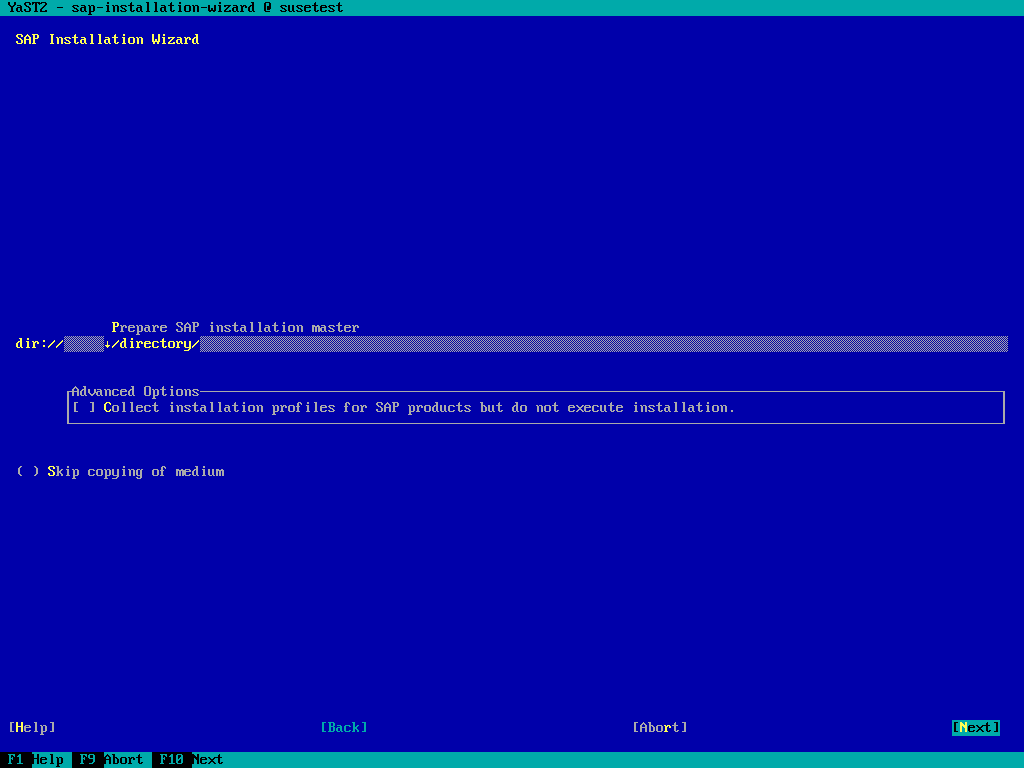 YaST2 - sap-installation-wizard @ susetest
SAP Installation Wizard
Prepare SAP installation master
dir://     ↓/directory/
Advanced Options
[ ] Collect installation profiles for SAP products but do not execute installation.
( ) Skip copying of medium
[Help] [Back] [Abort] [Next]
F1 Help F9 Abort F10 Next